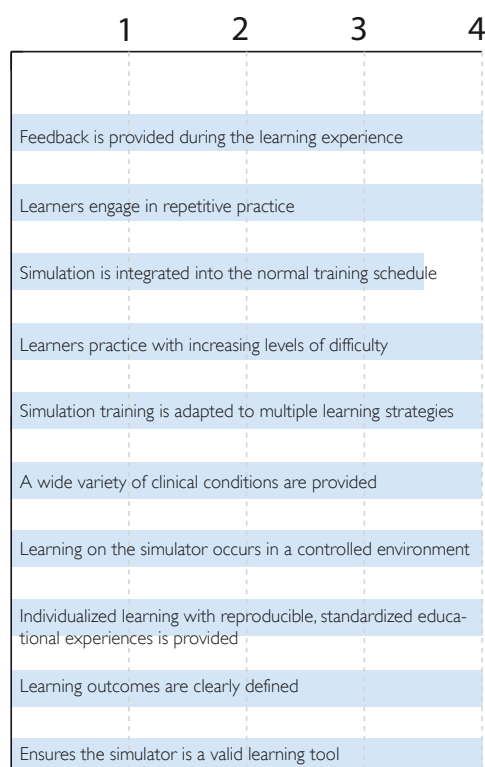 1 2 3 4
Feedback is provided during the learning experience
Learners engage in repetitive practice
Simulation is integrated into the normal training schedule
Learners practice with increasing levels of difficulty
Simulation training is adapted to multiple learning strategies
A wide variety of clinical conditions are provided
Learning on the simulator occurs in a controlled environment
Individualized learning with reproducible, standardized educa-
tional experiences is provided
Learning outcomes are clearly defined
Ensures the simulator is a valid learning tool